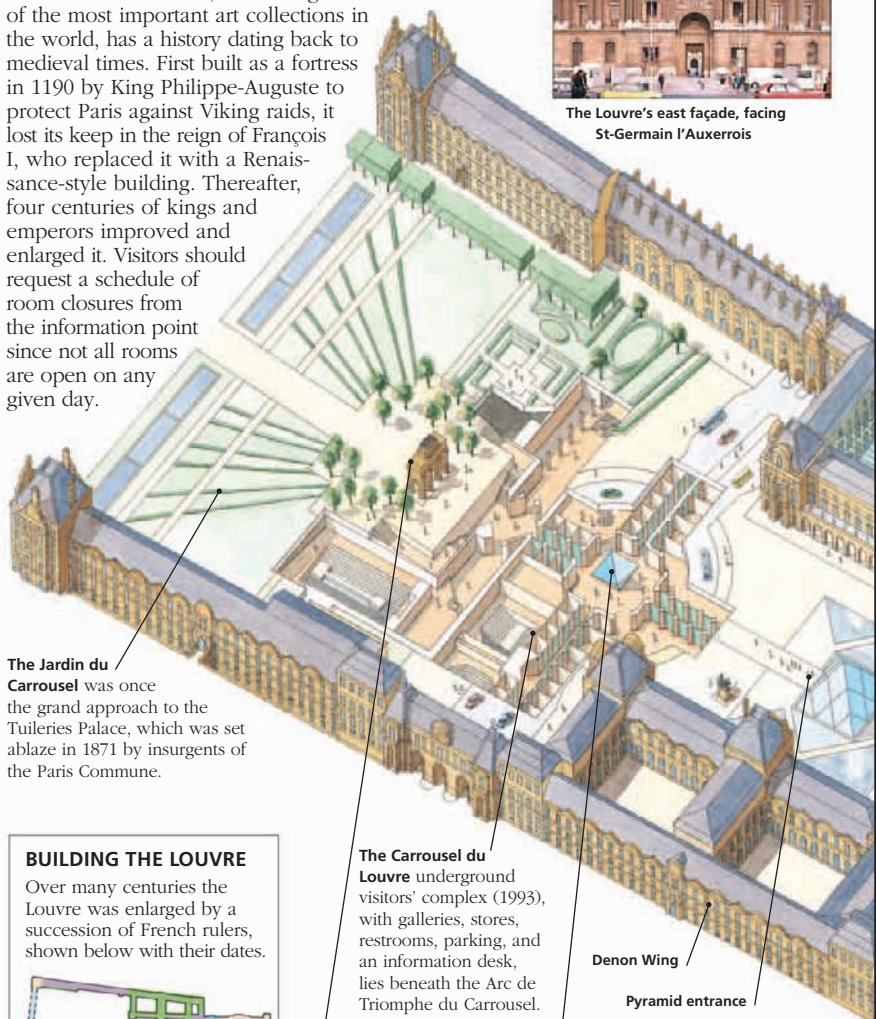 of the most important art collections in
the world, has a history dating back to
medieval times. First built as a fortress
in 1190 by King Philippe-Auguste to
protect Paris against Viking raids, it
lost its keep in the reign of François
I, who replaced it with a Renais-
sance-style building. Thereafter,
four centuries of kings and
emperors improved and
enlarged it. Visitors should
request a schedule of
room closures from
the information point
since not all rooms
are open on any
given day.
The Louvre's east façade, facing
St-Germain l'Auxerrois
The Jardin du
Carrousel was once
the grand approach to the
Tuileries Palace, which was set
ablaze in 1871 by insurgents of
the Paris Commune.
BUILDING THE LOUVRE
Over many centuries the
Louvre was enlarged by a
succession of French rulers,
shown below with their dates.
The Carrousel du
Louvre underground
visitors' complex (1993),
with galleries, stores,
restrooms, parking, and
an information desk,
lies beneath the Arc de
Triomphe du Carrousel.
Denon Wing
Pyramid entrance